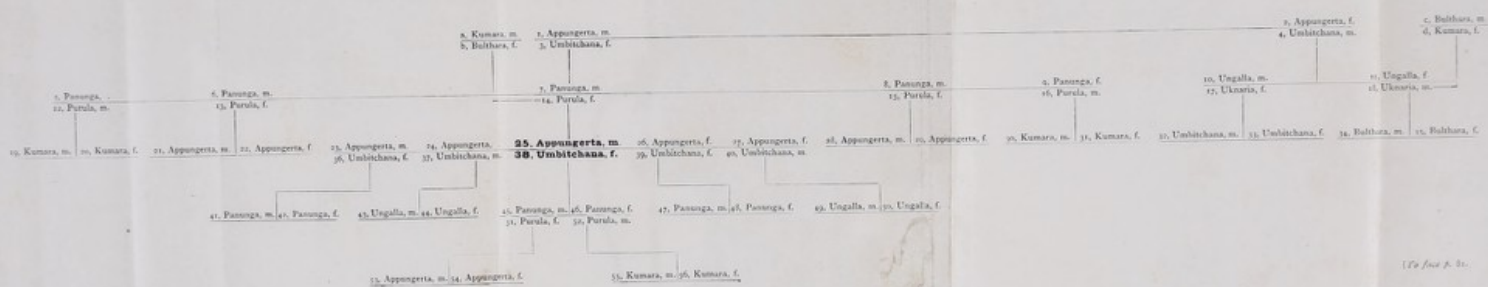 a, Kumara, m. 1, Appungerta, m. 2, Appungerta, f. c, Bulthara, m.
b, Bulthara, f. 3, Umbitchana, f. 4, Umbitchana, m. d, Kumara, f.
5, Panunga, 6, Panunga, m. 7, Panunga, m. 8, Panunga, m. 9, Panunga, f. 10, Ungalla, m. 11, Ungalla, f.
12, Purula, m. 13, Purula, f. 14, Purula, f. 15, Purula, f. 16, Purula, m. 17, Uknaria, f. 18, Uknaria, m.
19, Kumara, m. 20, Kumara, f. 21, Appungerta, m. 22, Appungerta, f. 23, Appungerta, m. 24, Appungerta, 25, Appungerta, m. 26, Appungerta, f. 27, Appungerta, f. 28, Appungerta, m. 29, Appungerta, f. 30, Kumara, m. 31, Kumara, f. 32, Umbitchana, m. 33, Umbitchana, f. 34, Bulthara, m. 35, Bulthara, f.
36, Umbitchana, f. 37, Umbitchana, m. 38, Umbitchana, f. 39, Umbitchana, f. 40, Umbitchana, m.
41, Panunga, m. 42, Panunga, f. 43, Ungalla, m. 44, Ungalla, f. 45, Panunga, m. 46, Panunga, f. 47, Panunga, m. 48, Panunga, f. 49, Ungalla, m. 50, Ungalla, f.
51, Purula, f. 52, Purula, m.
53, Appungerta, m. 54, Appungerta, f. 55, Kumara, m. 56, Kumara, f.
[To face p. 81.